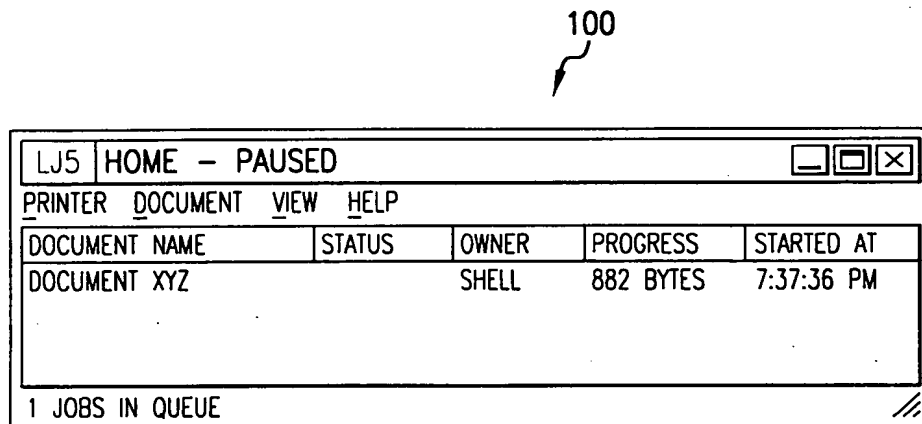 100
LJ5 HOME – PAUSED
PRINTER DOCUMENT VIEW HELP
DOCUMENT NAME STATUS OWNER PROGRESS STARTED AT
DOCUMENT XYZ SHELL 882 BYTES 7:37:36 PM
1 JOBS IN QUEUE